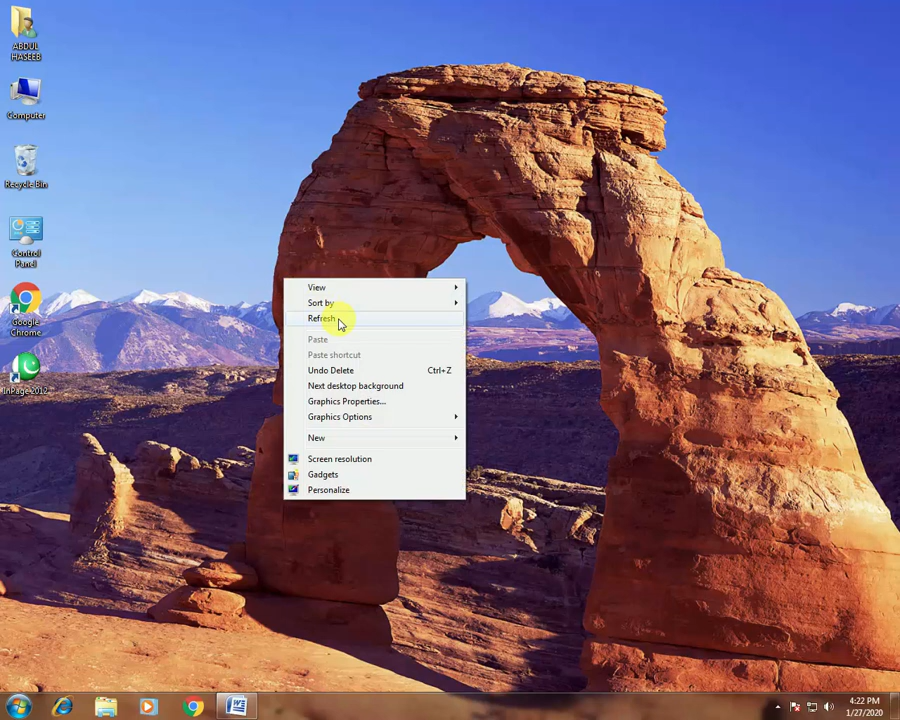 ABDUL
HASEEB
Computer
Recycle Bin
Control
Panel
Google
Chrome
InPage 2012
View
Sort by
Refresh
Paste
Paste shortcut
Undo Delete Ctrl+Z
Next desktop background
Graphics Properties...
Graphics Options
New
Screen resolution
Gadgets
Personalize
4:22 PM
1/27/2020